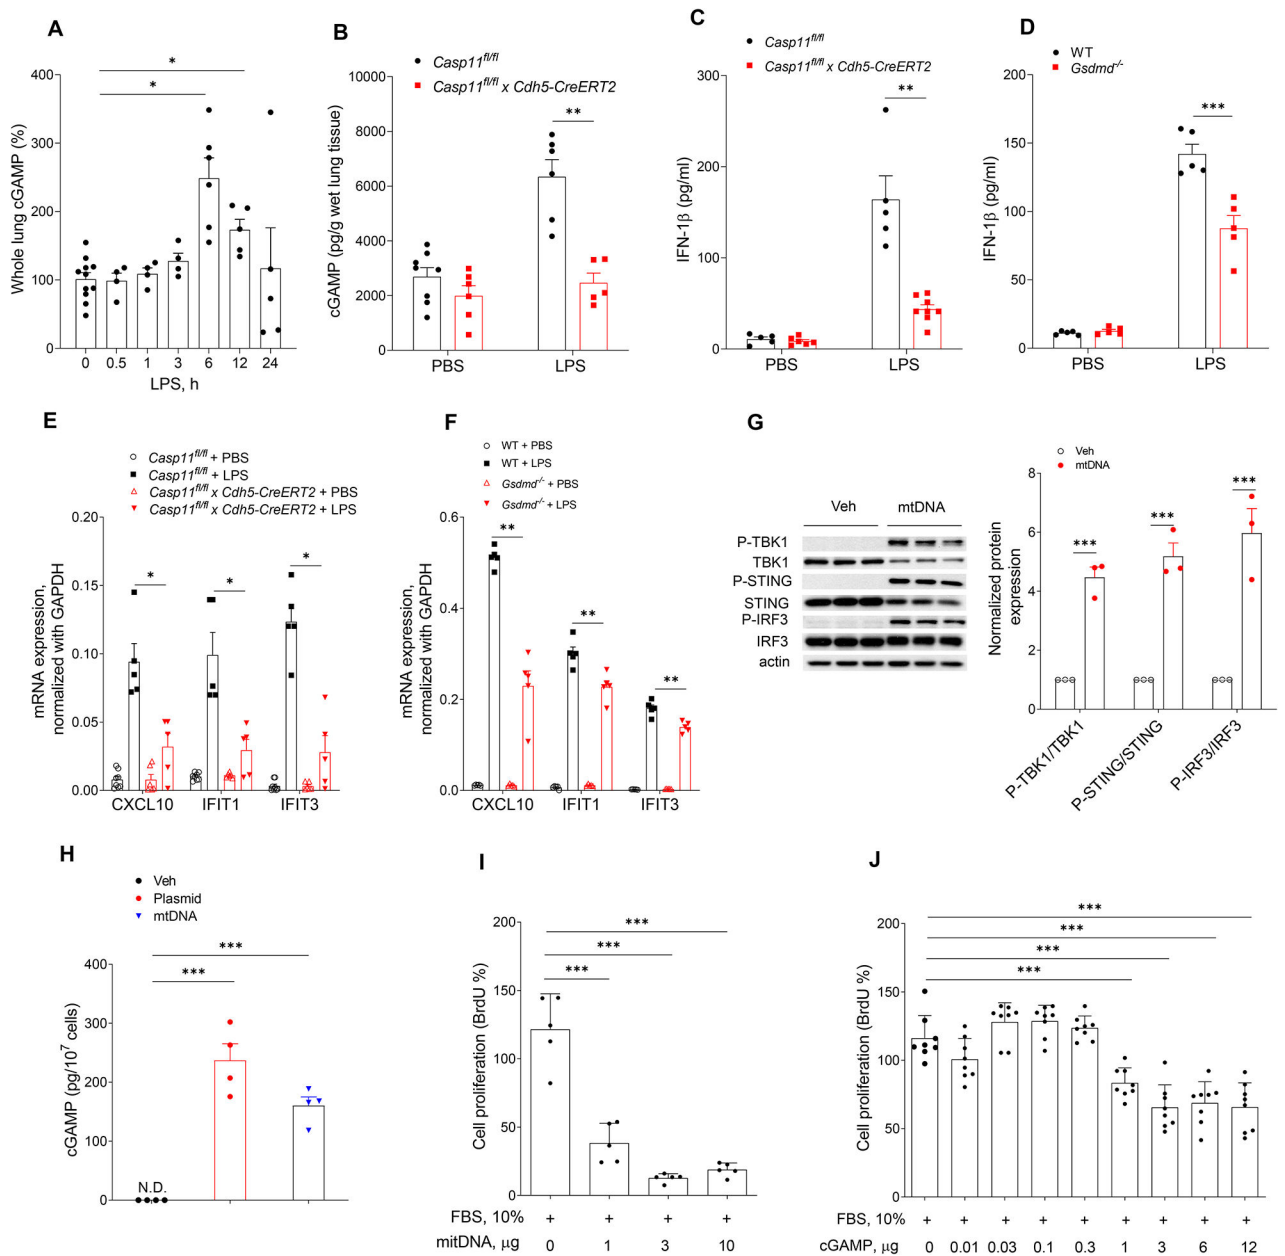 A
Whole lung cGAMP (%)
400
300
200
100
0
*
*
0 0.5 1 3 6 12 24
LPS, h
B
Casp11fl/fl
Casp11fl/fl x Cdh5-CreERT2
cGAMP (pg/g wet lung tissue)
10000
8000
6000
4000
2000
0
**
PBS LPS
C
Casp11fl/fl
Casp11fl/fl x Cdh5-CreERT2
IFN-1β (pg/ml)
300
200
100
0
**
PBS LPS
D
WT
Gsdmd-/-
IFN-1β (pg/ml)
200
150
100
50
0
***
PBS LPS
E
Casp11fl/fl + PBS
Casp11fl/fl + LPS
Casp11fl/fl x Cdh5-CreERT2 + PBS
Casp11fl/fl x Cdh5-CreERT2 + LPS
mRNA expression,
normalized with GAPDH
0.20
0.15
0.10
0.05
0.00
* * *
CXCL10 IFIT1 IFIT3
F
WT + PBS
WT + LPS
Gsdmd-/- + PBS
Gsdmd-/- + LPS
mRNA expression,
normalized with GAPDH
0.6
0.4
0.2
0.0
** ** **
CXCL10 IFIT1 IFIT3
G
Veh mtDNA
P-TBK1
TBK1
P-STING
STING
P-IRF3
IRF3
actin
Veh
mtDNA
Normalized protein
expression
8
6
4
2
0
*** *** ***
P-TBK1/TBK1
P-STING/STING
P-IRF3/IRF3
H
Veh
Plasmid
mtDNA
cGAMP (pg/107 cells)
400
300
200
100
0
***
***
N.D.
I
Cell proliferation (BrdU %)
200
150
100
50
0
***
***
***
FBS, 10% + + + +
mitDNA, µg 0 1 3 10
J
Cell proliferation (BrdU %)
200
150
100
50
0
***
***
***
***
FBS, 10% + + + + + + + + +
cGAMP, µg 0 0.01 0.03 0.1 0.3 1 3 6 12